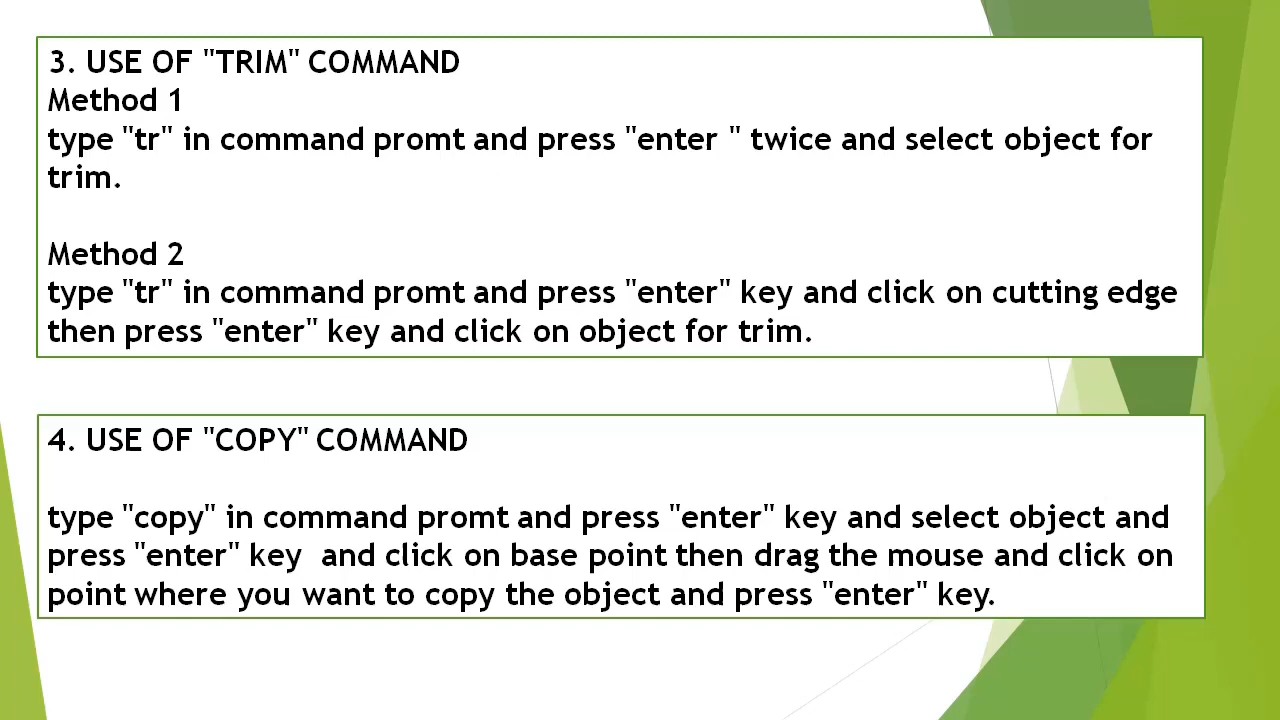 3. USE OF "TRIM" COMMAND
Method 1
type "tr" in command promt and press "enter " twice and select object for
trim.
Method 2
type "tr" in command promt and press "enter" key and click on cutting edge
then press "enter" key and click on object for trim.
4. USE OF "COPY" COMMAND
type "copy" in command promt and press "enter" key and select object and
press "enter" key  and click on base point then drag the mouse and click on
point where you want to copy the object and press "enter" key.